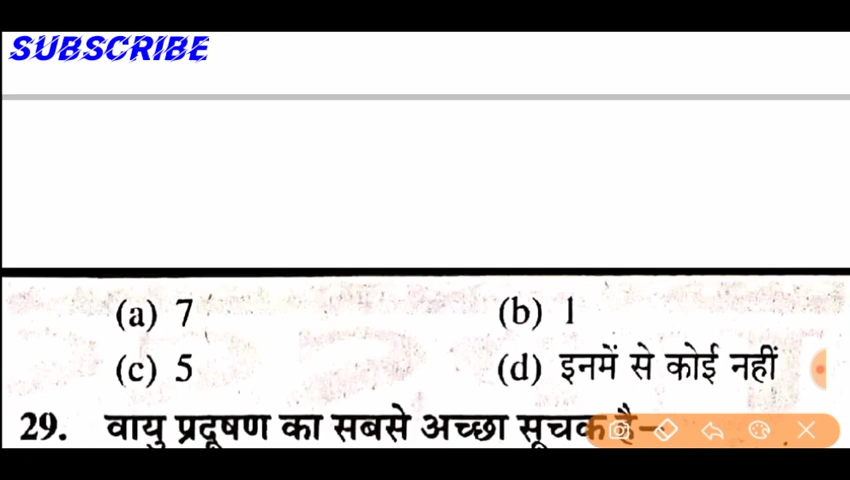 SUBSCRIBE
(a) 7 (b) 1
(c) 5 (d) इनमें से कोई नहीं
29. वायु प्रदूषण का सबसे अच्छा सूचक है–